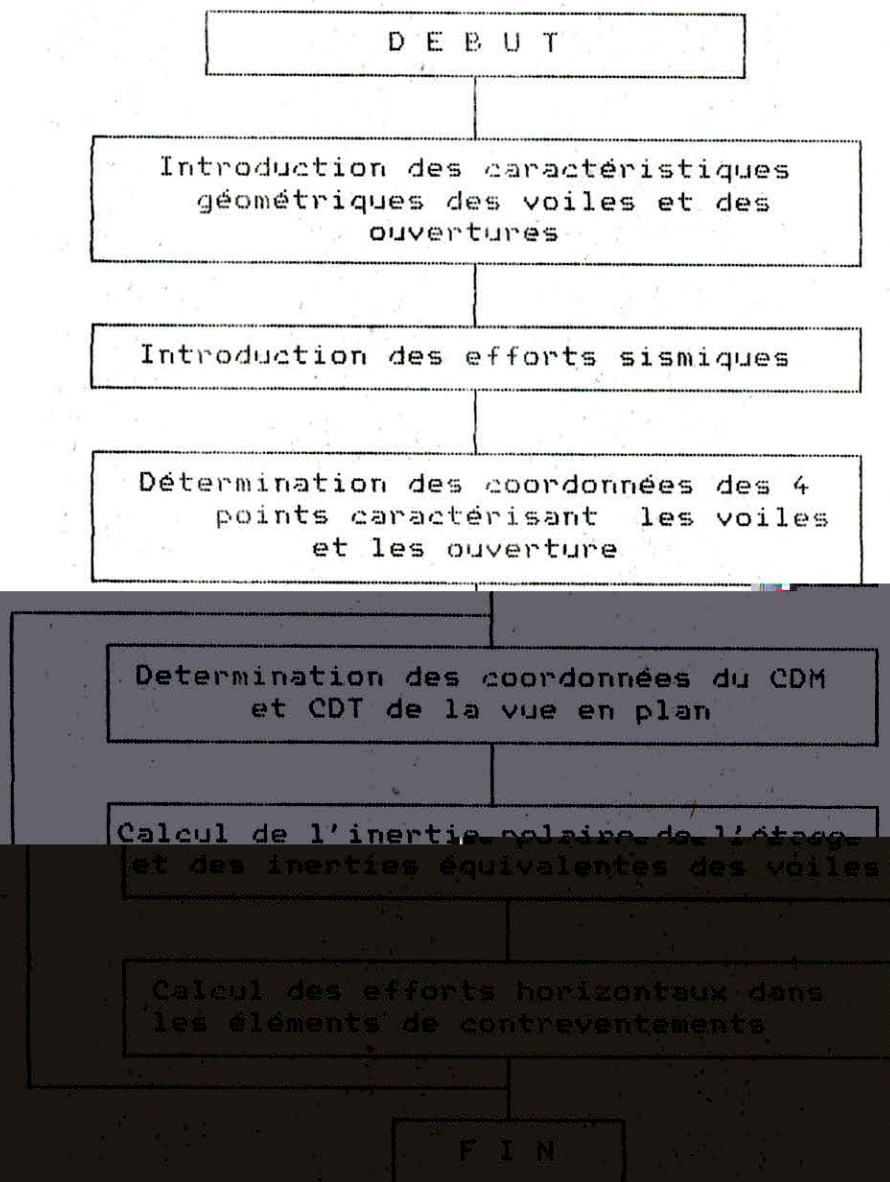 D E B U T
Introduction des caractéristiques
géométriques des voiles et des
ouvertures
Introduction des efforts sismiques
Détermination des coordonnées des 4
points caractérisant les voiles
et les ouverture
Determination des coordonnées du CDM
et CDT de la vue en plan
Calcul de l'inertie polaire de l'étage
et des inerties équivalentes des voiles
Calcul des efforts horizontaux dans
les éléments de contreventements
F I N